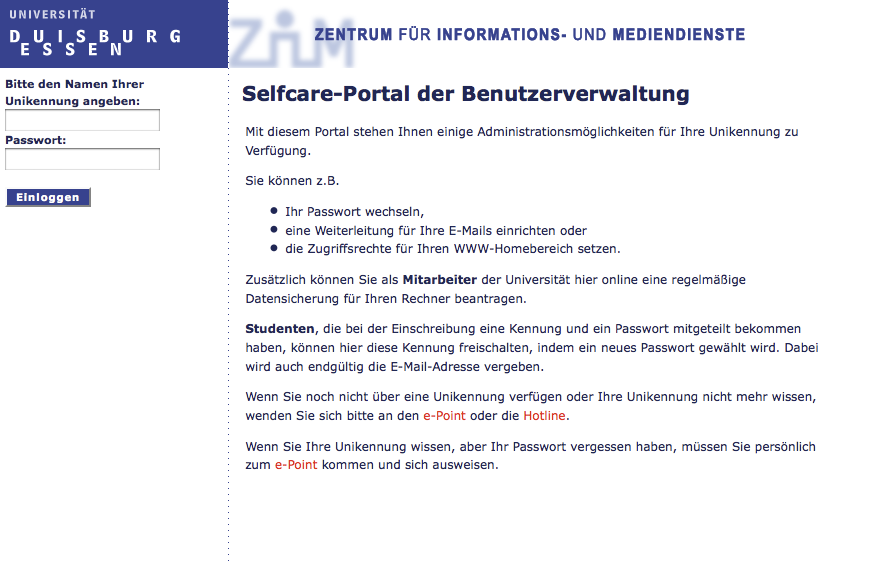 UNIVERSITÄT
DUISBURG
ESSEN
ZIM
ZENTRUM FÜR INFORMATIONS- UND MEDIENDIENSTE
Bitte den Namen Ihrer
Unikennung angeben:
Passwort:
Einloggen
Selfcare-Portal der Benutzerverwaltung
Mit diesem Portal stehen Ihnen einige Administrationsmöglichkeiten für Ihre Unikennung zu
Verfügung.
Sie können z.B.
Ihr Passwort wechseln,
eine Weiterleitung für Ihre E-Mails einrichten oder
die Zugriffsrechte für Ihren WWW-Homebereich setzen.
Zusätzlich können Sie als Mitarbeiter der Universität hier online eine regelmäßige
Datensicherung für Ihren Rechner beantragen.
Studenten, die bei der Einschreibung eine Kennung und ein Passwort mitgeteilt bekommen
haben, können hier diese Kennung freischalten, indem ein neues Passwort gewählt wird. Dabei
wird auch endgültig die E-Mail-Adresse vergeben.
Wenn Sie noch nicht über eine Unikennung verfügen oder Ihre Unikennung nicht mehr wissen,
wenden Sie sich bitte an den e-Point oder die Hotline.
Wenn Sie Ihre Unikennung wissen, aber Ihr Passwort vergessen haben, müssen Sie persönlich
zum e-Point kommen und sich ausweisen.